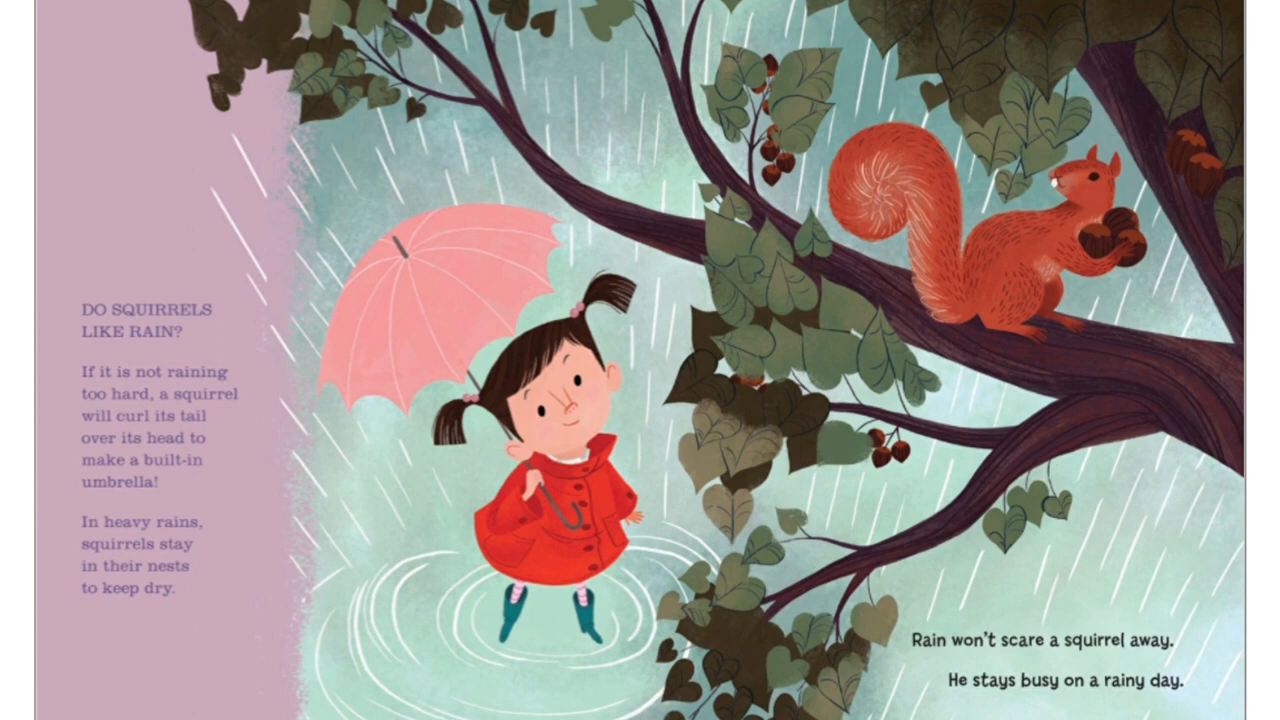 DO SQUIRRELS
LIKE RAIN?
If it is not raining
too hard, a squirrel
will curl its tail
over its head to
make a built-in
umbrella!
In heavy rains,
squirrels stay
in their nests
to keep dry.
Rain won't scare a squirrel away.
He stays busy on a rainy day.